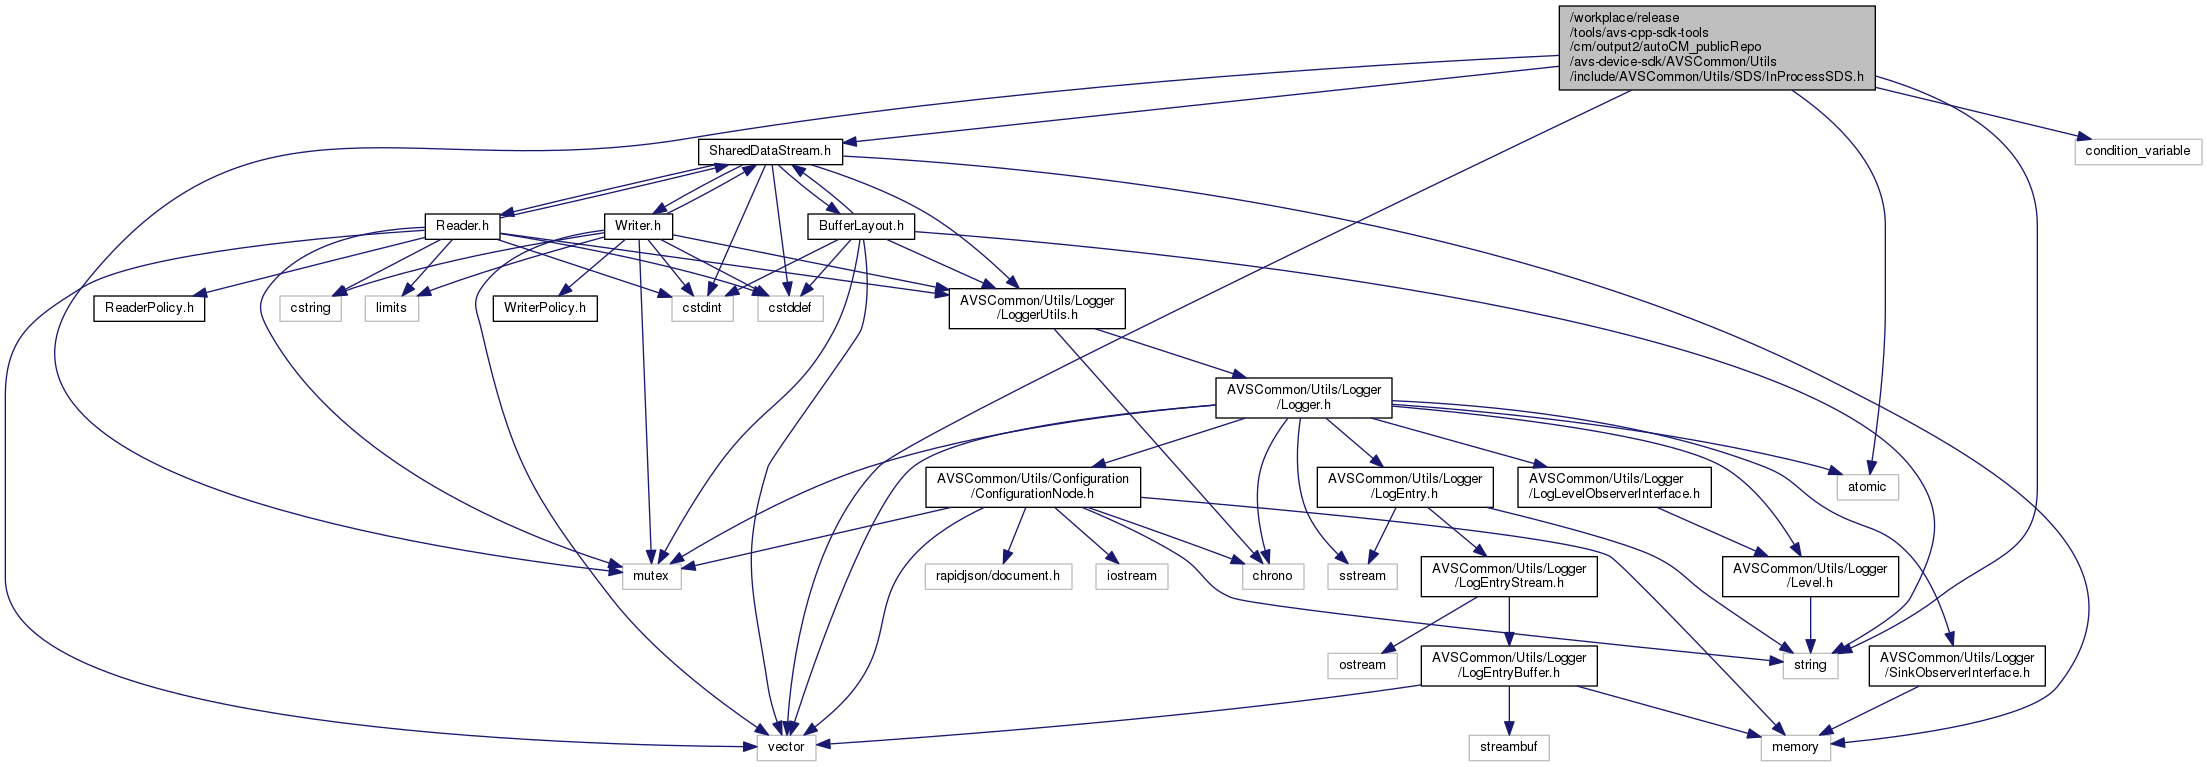 /workplace/release
/tools/avs-cpp-sdk-tools
/cm/output2/autoCM_publicRepo
/avs-device-sdk/AVSCommon/Utils
/include/AVSCommon/Utils/SDS/InProcessSDS.h
SharedDataStream.h
condition_variable
Reader.h
Writer.h
BufferLayout.h
ReaderPolicy.h
cstring
limits
WriterPolicy.h
cstdint
cstddef
AVSCommon/Utils/Logger
/LoggerUtils.h
AVSCommon/Utils/Logger
/Logger.h
AVSCommon/Utils/Configuration
/ConfigurationNode.h
AVSCommon/Utils/Logger
/LogEntry.h
AVSCommon/Utils/Logger
/LogLevelObserverInterface.h
atomic
mutex
rapidjson/document.h
iostream
chrono
sstream
AVSCommon/Utils/Logger
/LogEntryStream.h
AVSCommon/Utils/Logger
/Level.h
ostream
AVSCommon/Utils/Logger
/LogEntryBuffer.h
string
AVSCommon/Utils/Logger
/SinkObserverInterface.h
vector
streambuf
memory